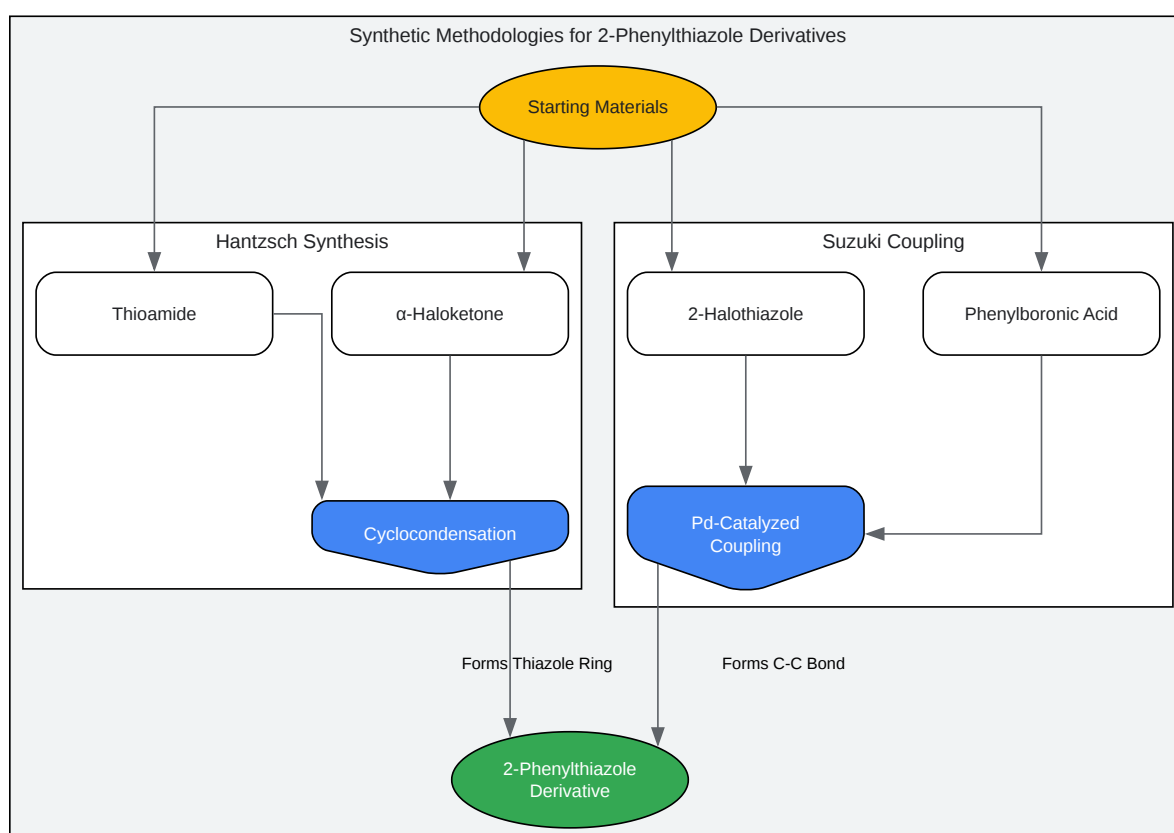 Synthetic Methodologies for 2-Phenylthiazole Derivatives
Starting Materials
Hantzsch Synthesis
Suzuki Coupling
Thioamide
α-Haloketone
2-Halothiazole
Phenylboronic Acid
Cyclocondensation
Pd-Catalyzed
Coupling
Forms Thiazole Ring
Forms C-C Bond
2-Phenylthiazole
Derivative